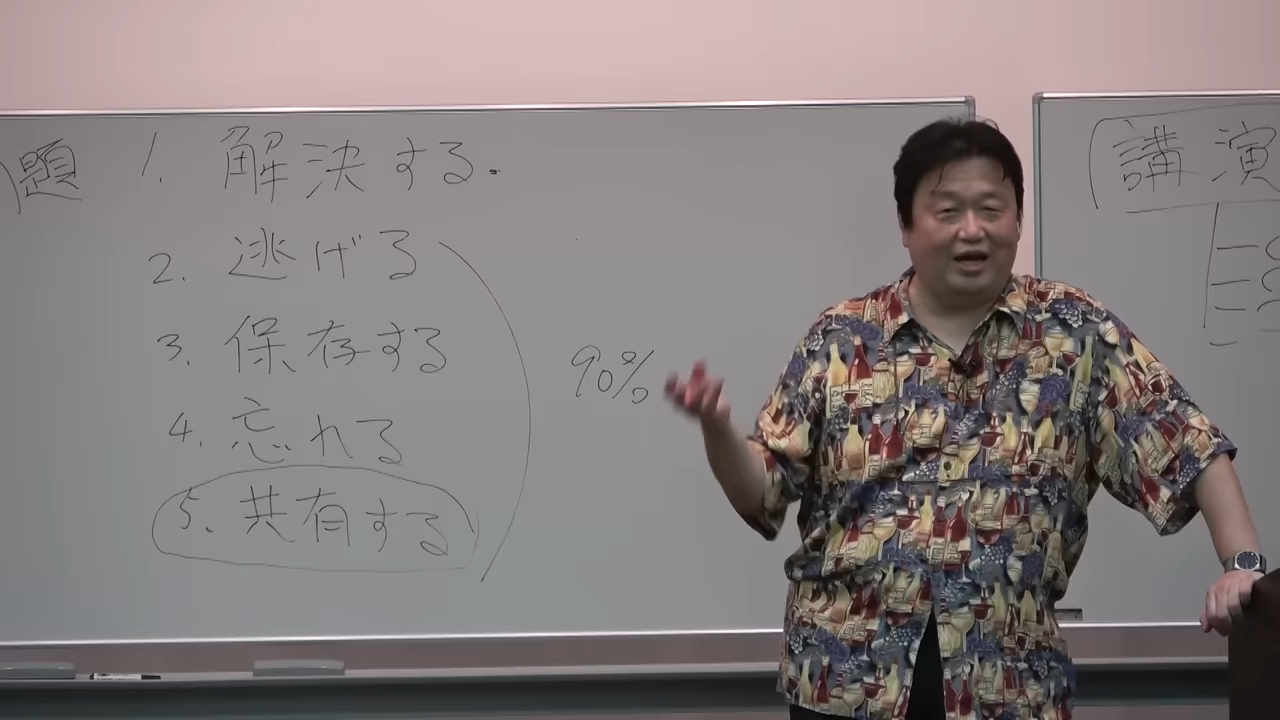 題 1. 解決する.
2. 逃げる
3. 保存する
4. 忘れる
5. 共有する
90%
講演